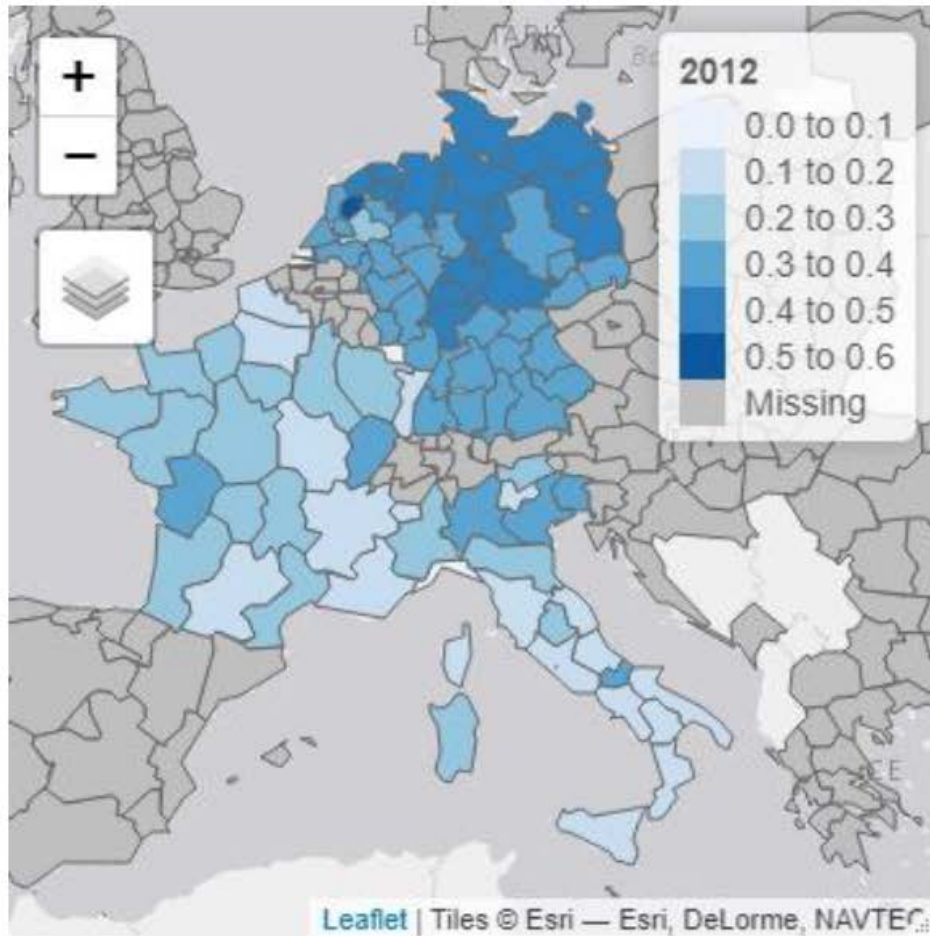 +
−
2012
0.0 to 0.1
0.1 to 0.2
0.2 to 0.3
0.3 to 0.4
0.4 to 0.5
0.5 to 0.6
Missing
Leaflet | Tiles © Esri — Esri, DeLorme, NAVTEC